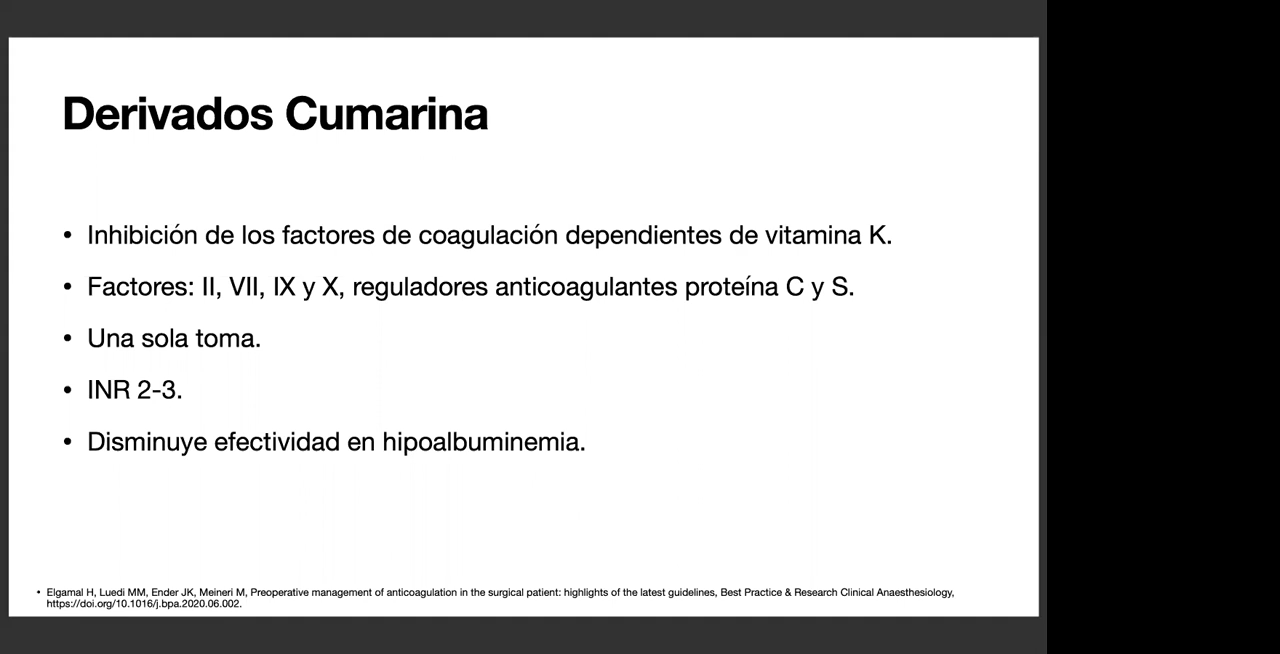 Derivados Cumarina
• Inhibición de los factores de coagulación dependientes de vitamina K.
• Factores: II, VII, IX y X, reguladores anticoagulantes proteína C y S.
• Una sola toma.
• INR 2-3.
• Disminuye efectividad en hipoalbuminemia.
• Elgamal H, Luedi MM, Ender JK, Meineri M, Preoperative management of anticoagulation in the surgical patient: highlights of the latest guidelines, Best Practice & Research Clinical Anaesthesiology,
https://doi.org/10.1016/j.bpa.2020.06.002.